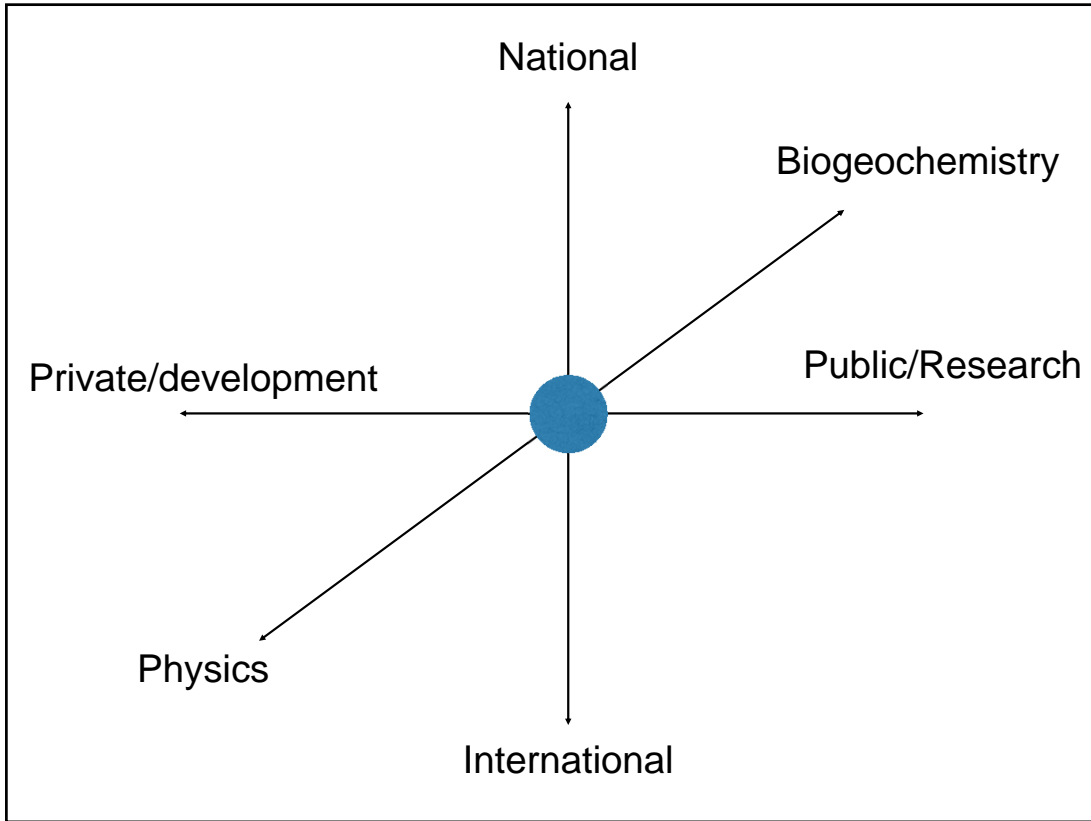 National
Biogeochemistry
Public/Research
Private/development
Physics
International